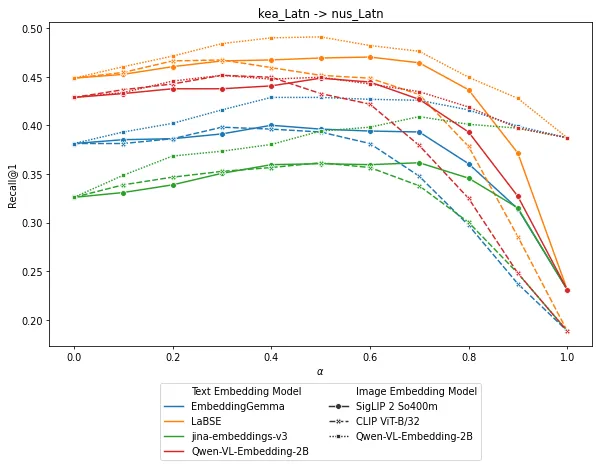 kea_Latn -> nus_Latn
Recall@1
0.50
0.45
0.40
0.35
0.30
0.25
0.20
0.0 0.2 0.4 0.6 0.8 1.0
α
Text Embedding Model
EmbeddingGemma
LaBSE
jina-embeddings-v3
Qwen-VL-Embedding-2B
Image Embedding Model
SigLIP 2 So400m
CLIP ViT-B/32
Qwen-VL-Embedding-2B